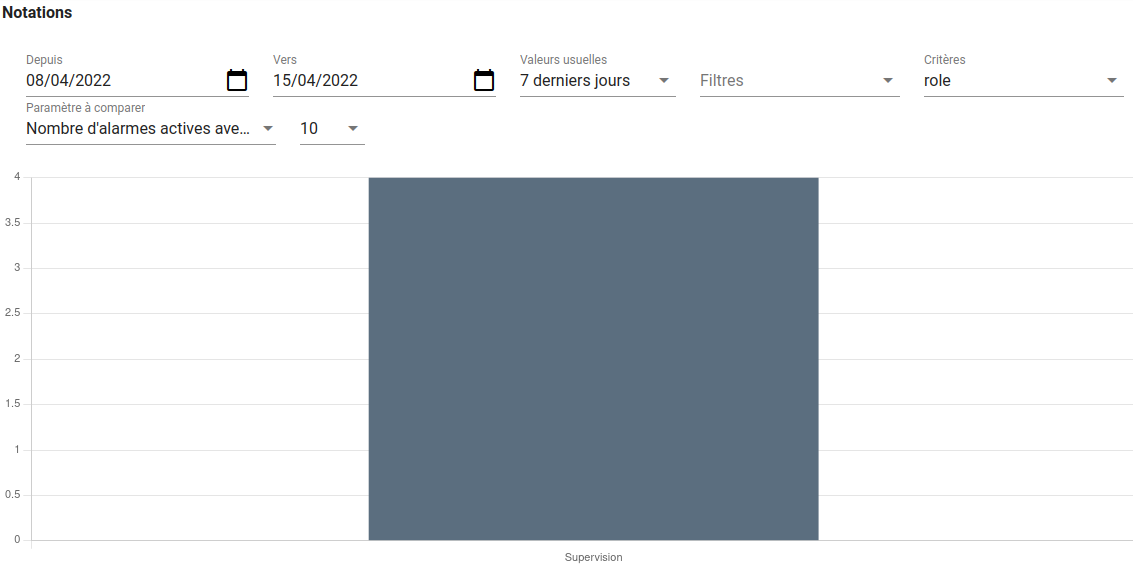 Notations
Depuis Vers Valeurs usuelles Critères
08/04/2022 15/04/2022 7 derniers jours Filtres role
Paramètre à comparer
Nombre d'alarmes actives ave... 10
4
3.5
3
2.5
2
1.5
1
0.5
0
Supervision